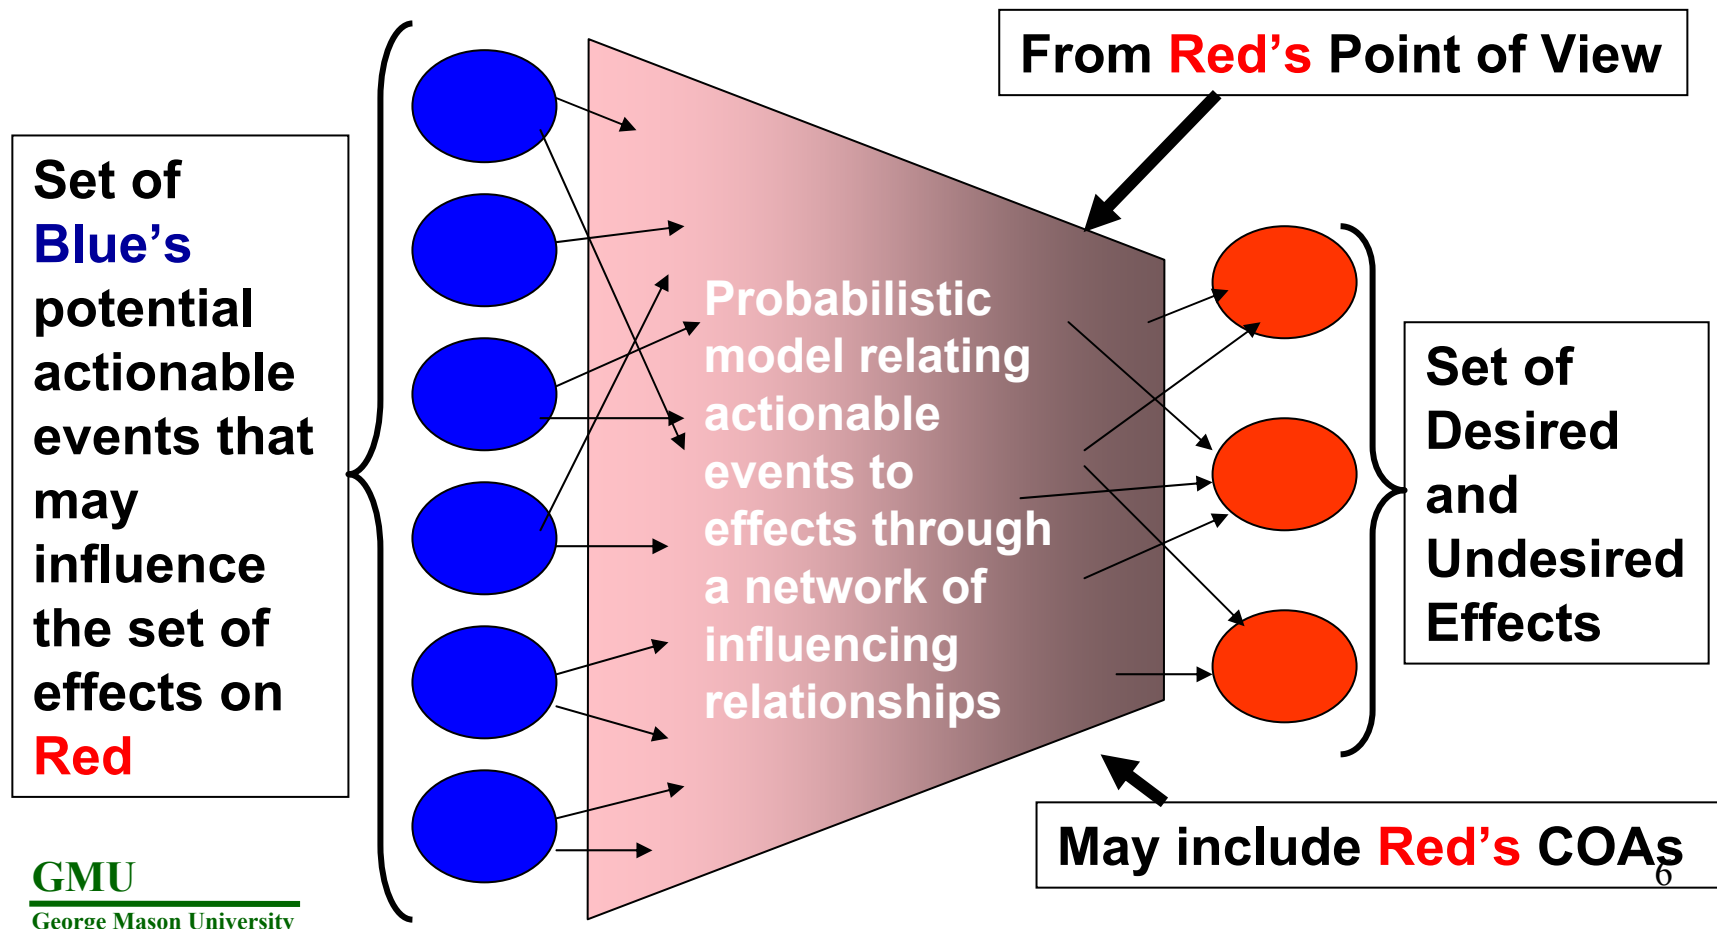 From Red's Point of View
Set of
Blue's
potential
actionable
events that
may
influence
the set of
effects on
Red
Probabilistic
model relating
actionable
events to
effects through
a network of
influencing
relationships
Set of
Desired
and
Undesired
Effects
May include Red's COAs
6
GMU
George Mason University